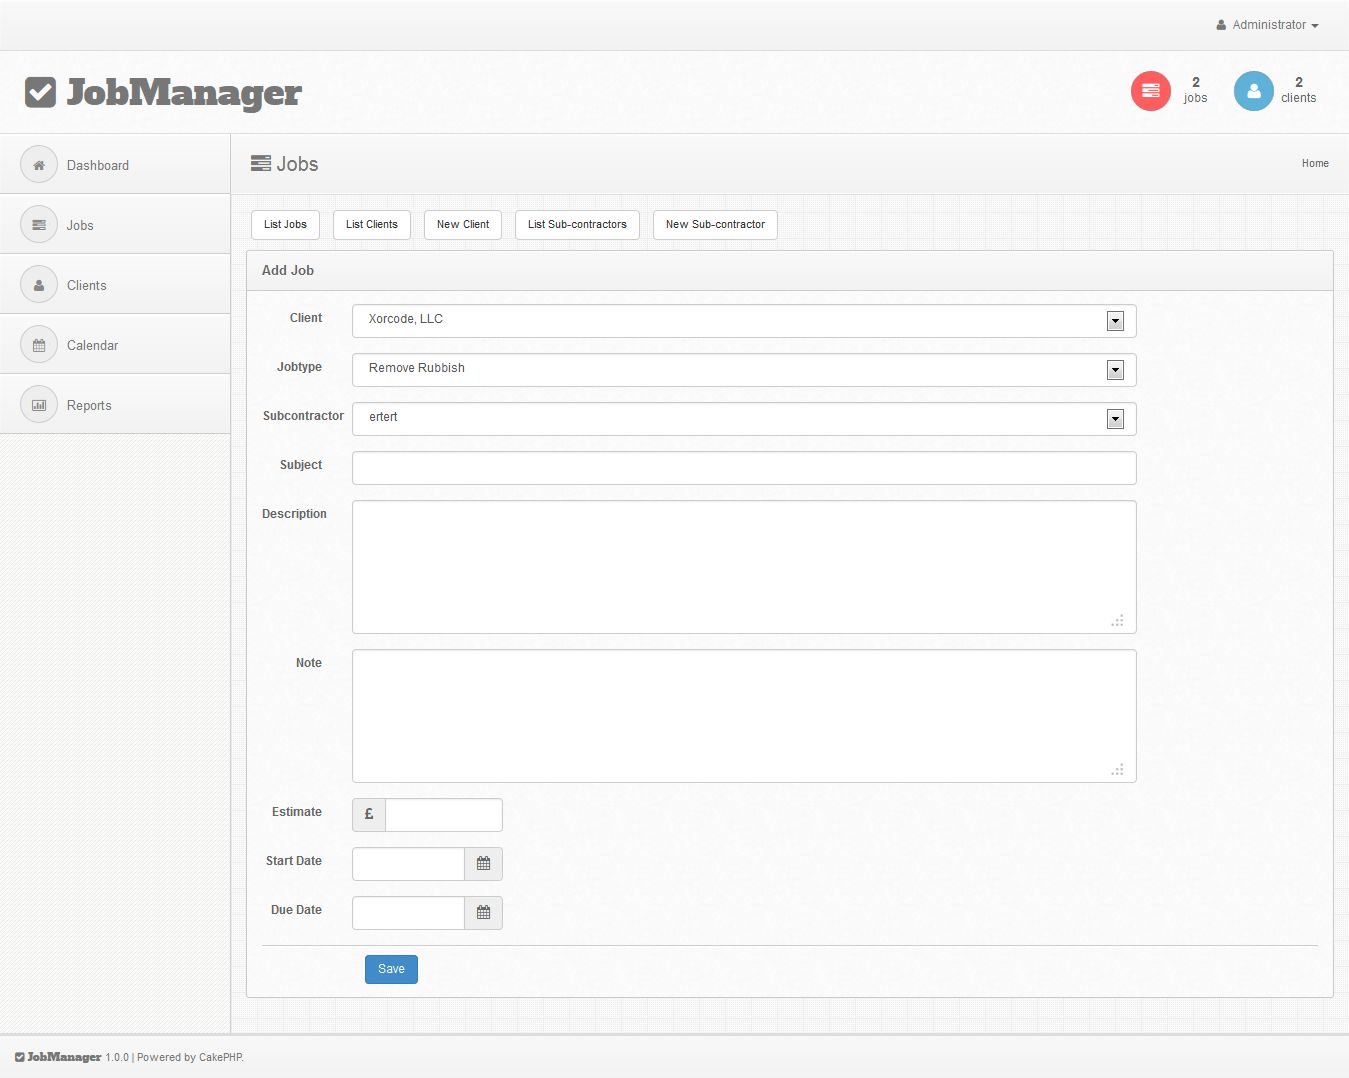 Administrator
JobManager
2 jobs
2 clients
Dashboard
Jobs
Clients
Calendar
Reports
Jobs
Home
List Jobs
List Clients
New Client
List Sub-contractors
New Sub-contractor
Add Job
Client
Xorcode, LLC
Jobtype
Remove Rubbish
Subcontractor
ertert
Subject
Description
Note
Estimate
£
Start Date
Due Date
Save
JobManager 1.0.0 | Powered by CakePHP.